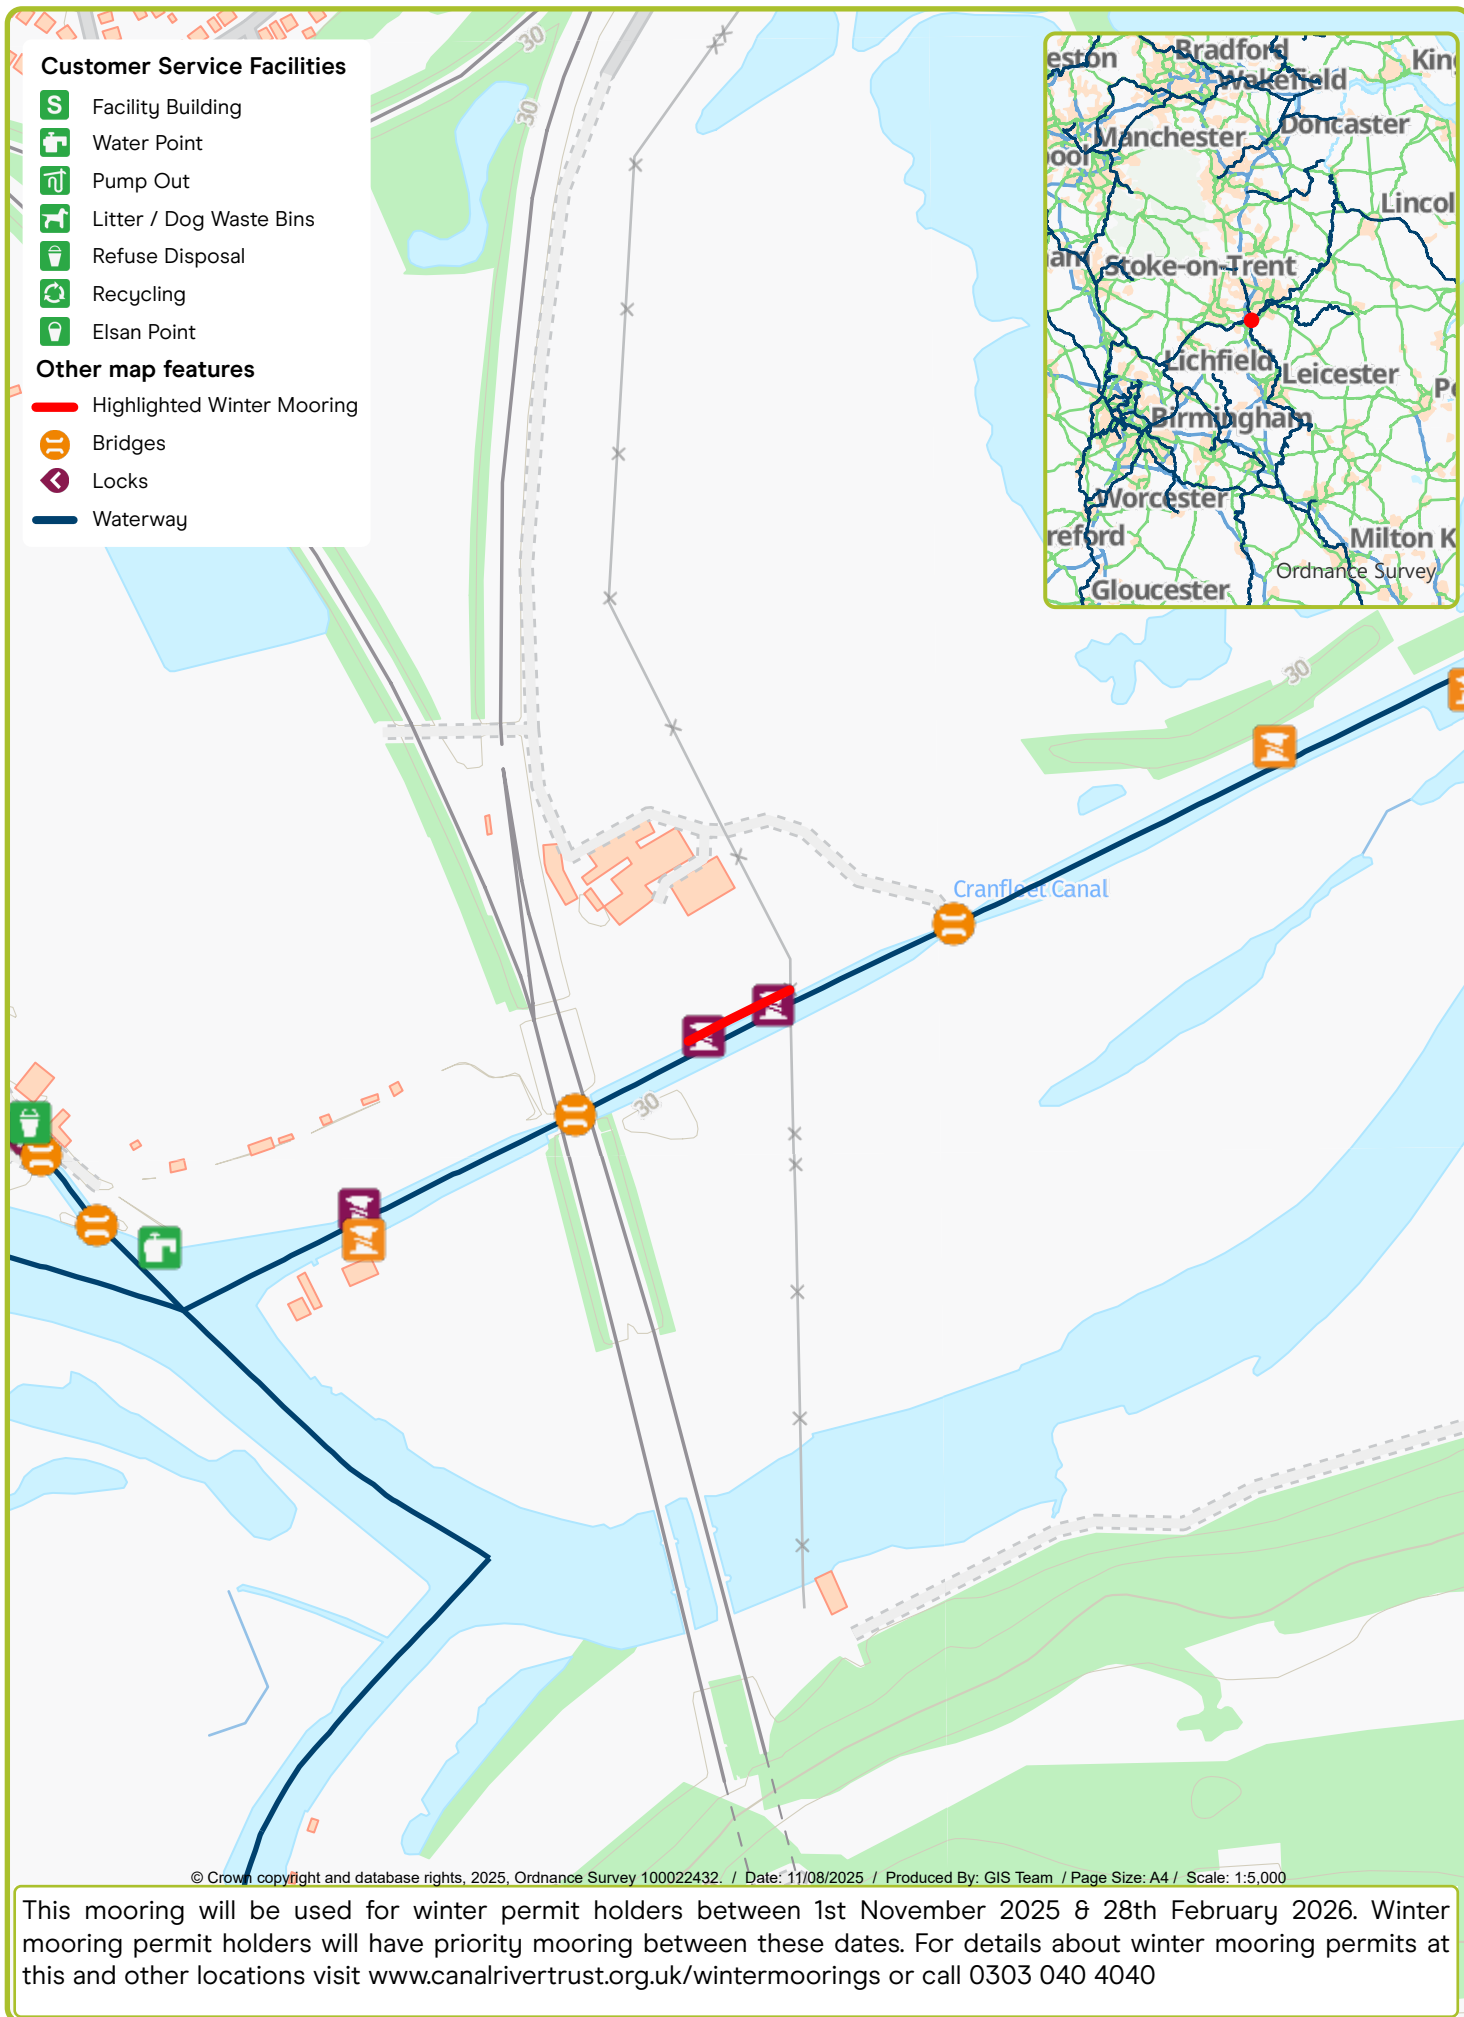 Customer Service Facilities
S Facility Building
Water Point
Pump Out
Litter / Dog Waste Bins
Refuse Disposal
Recycling
Elsan Point
Other map features
Highlighted Winter Mooring
Bridges
Locks
Waterway
30
30
eston
Bradford
Wakefield
King
Manchester
Doncaster
pool
Lincol
am
Stoke-on-Trent
Lichfield
Leicester
Pe
Birmingham
Worcester
reford
Milton K
Ordnance Survey
Gloucester
30
Cranfleet Canal
30
© Crown copyright and database rights, 2025, Ordnance Survey 100022432. / Date: 11/08/2025 / Produced By: GIS Team / Page Size: A4 / Scale: 1:5,000
This mooring will be used for winter permit holders between 1st November 2025 & 28th February 2026. Winter
mooring permit holders will have priority mooring between these dates. For details about winter mooring permits at
this and other locations visit www.canalrivertrust.org.uk/wintermoorings or call 0303 040 4040